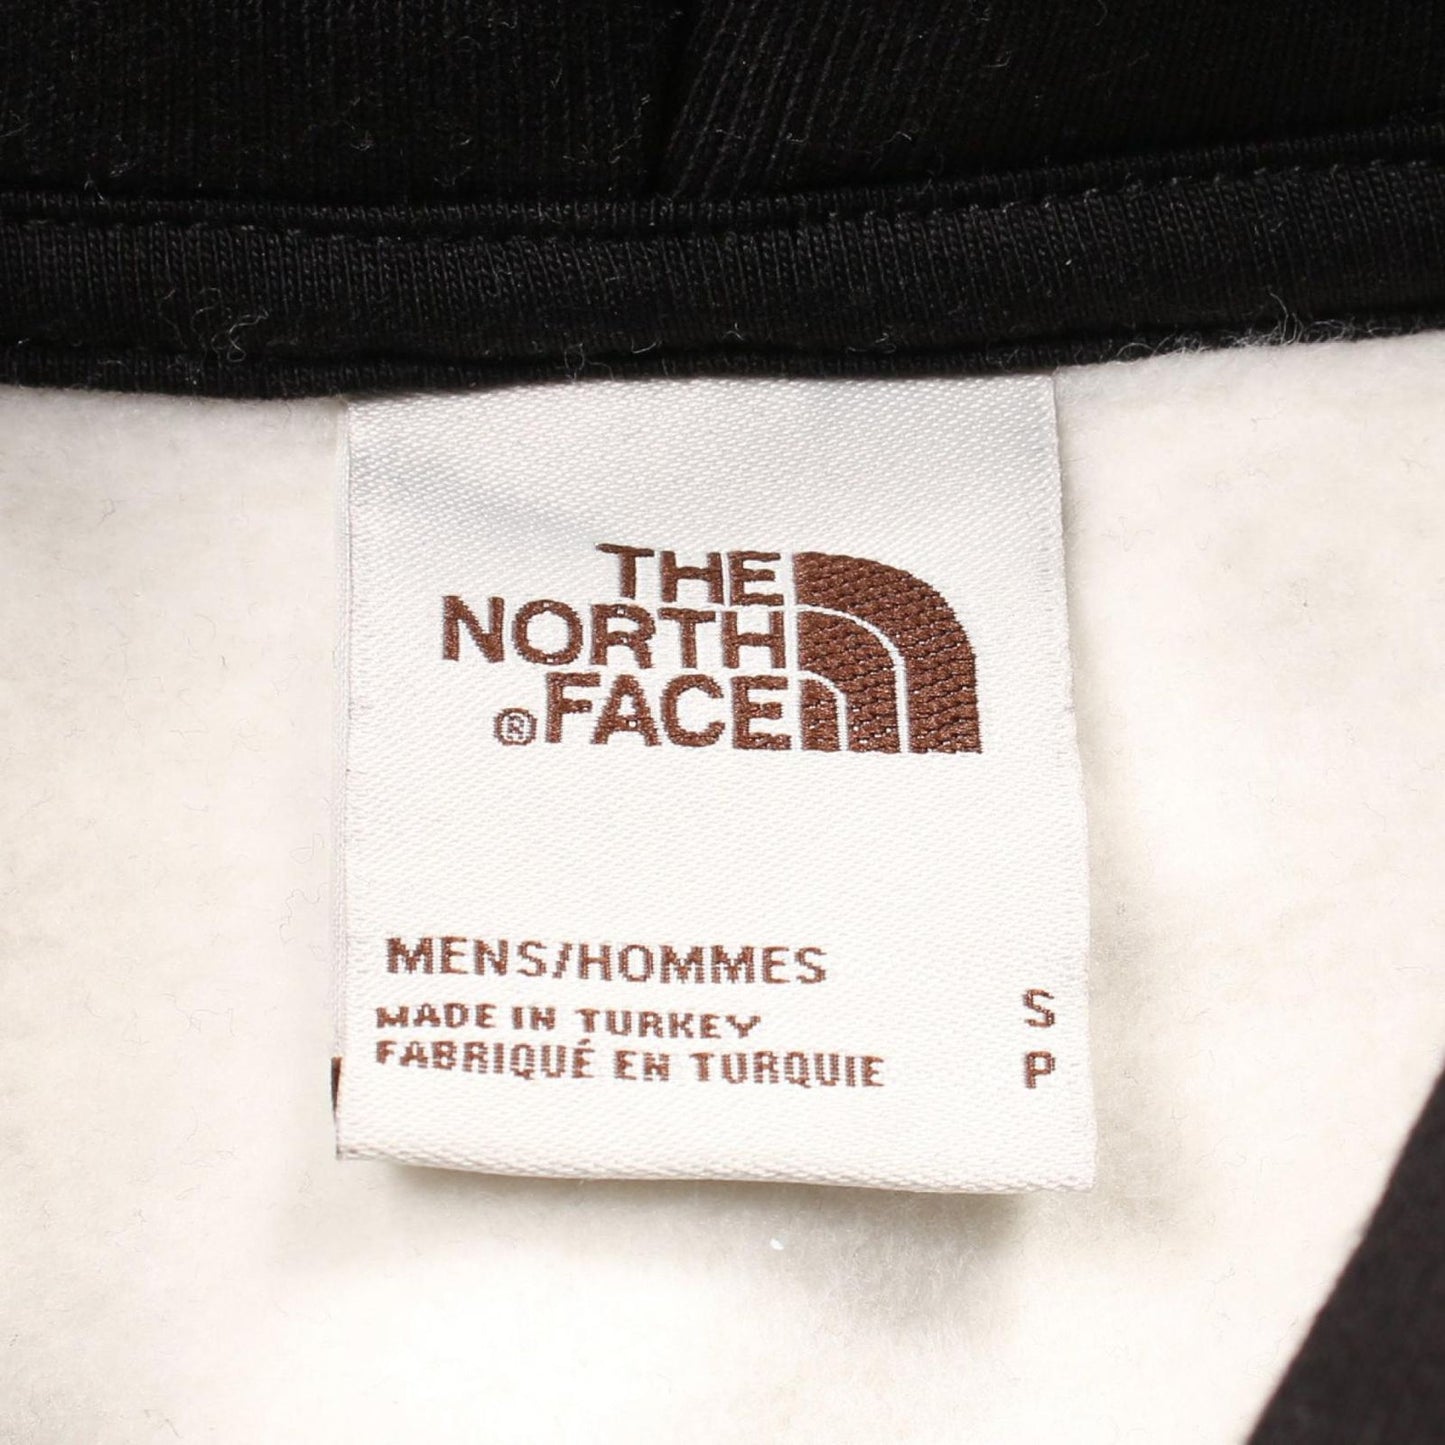 THE
NORTH
®FACE
MENS/HOMMES
MADE IN TURKEY
FABRIQUÉ EN TURQUIE
S
P